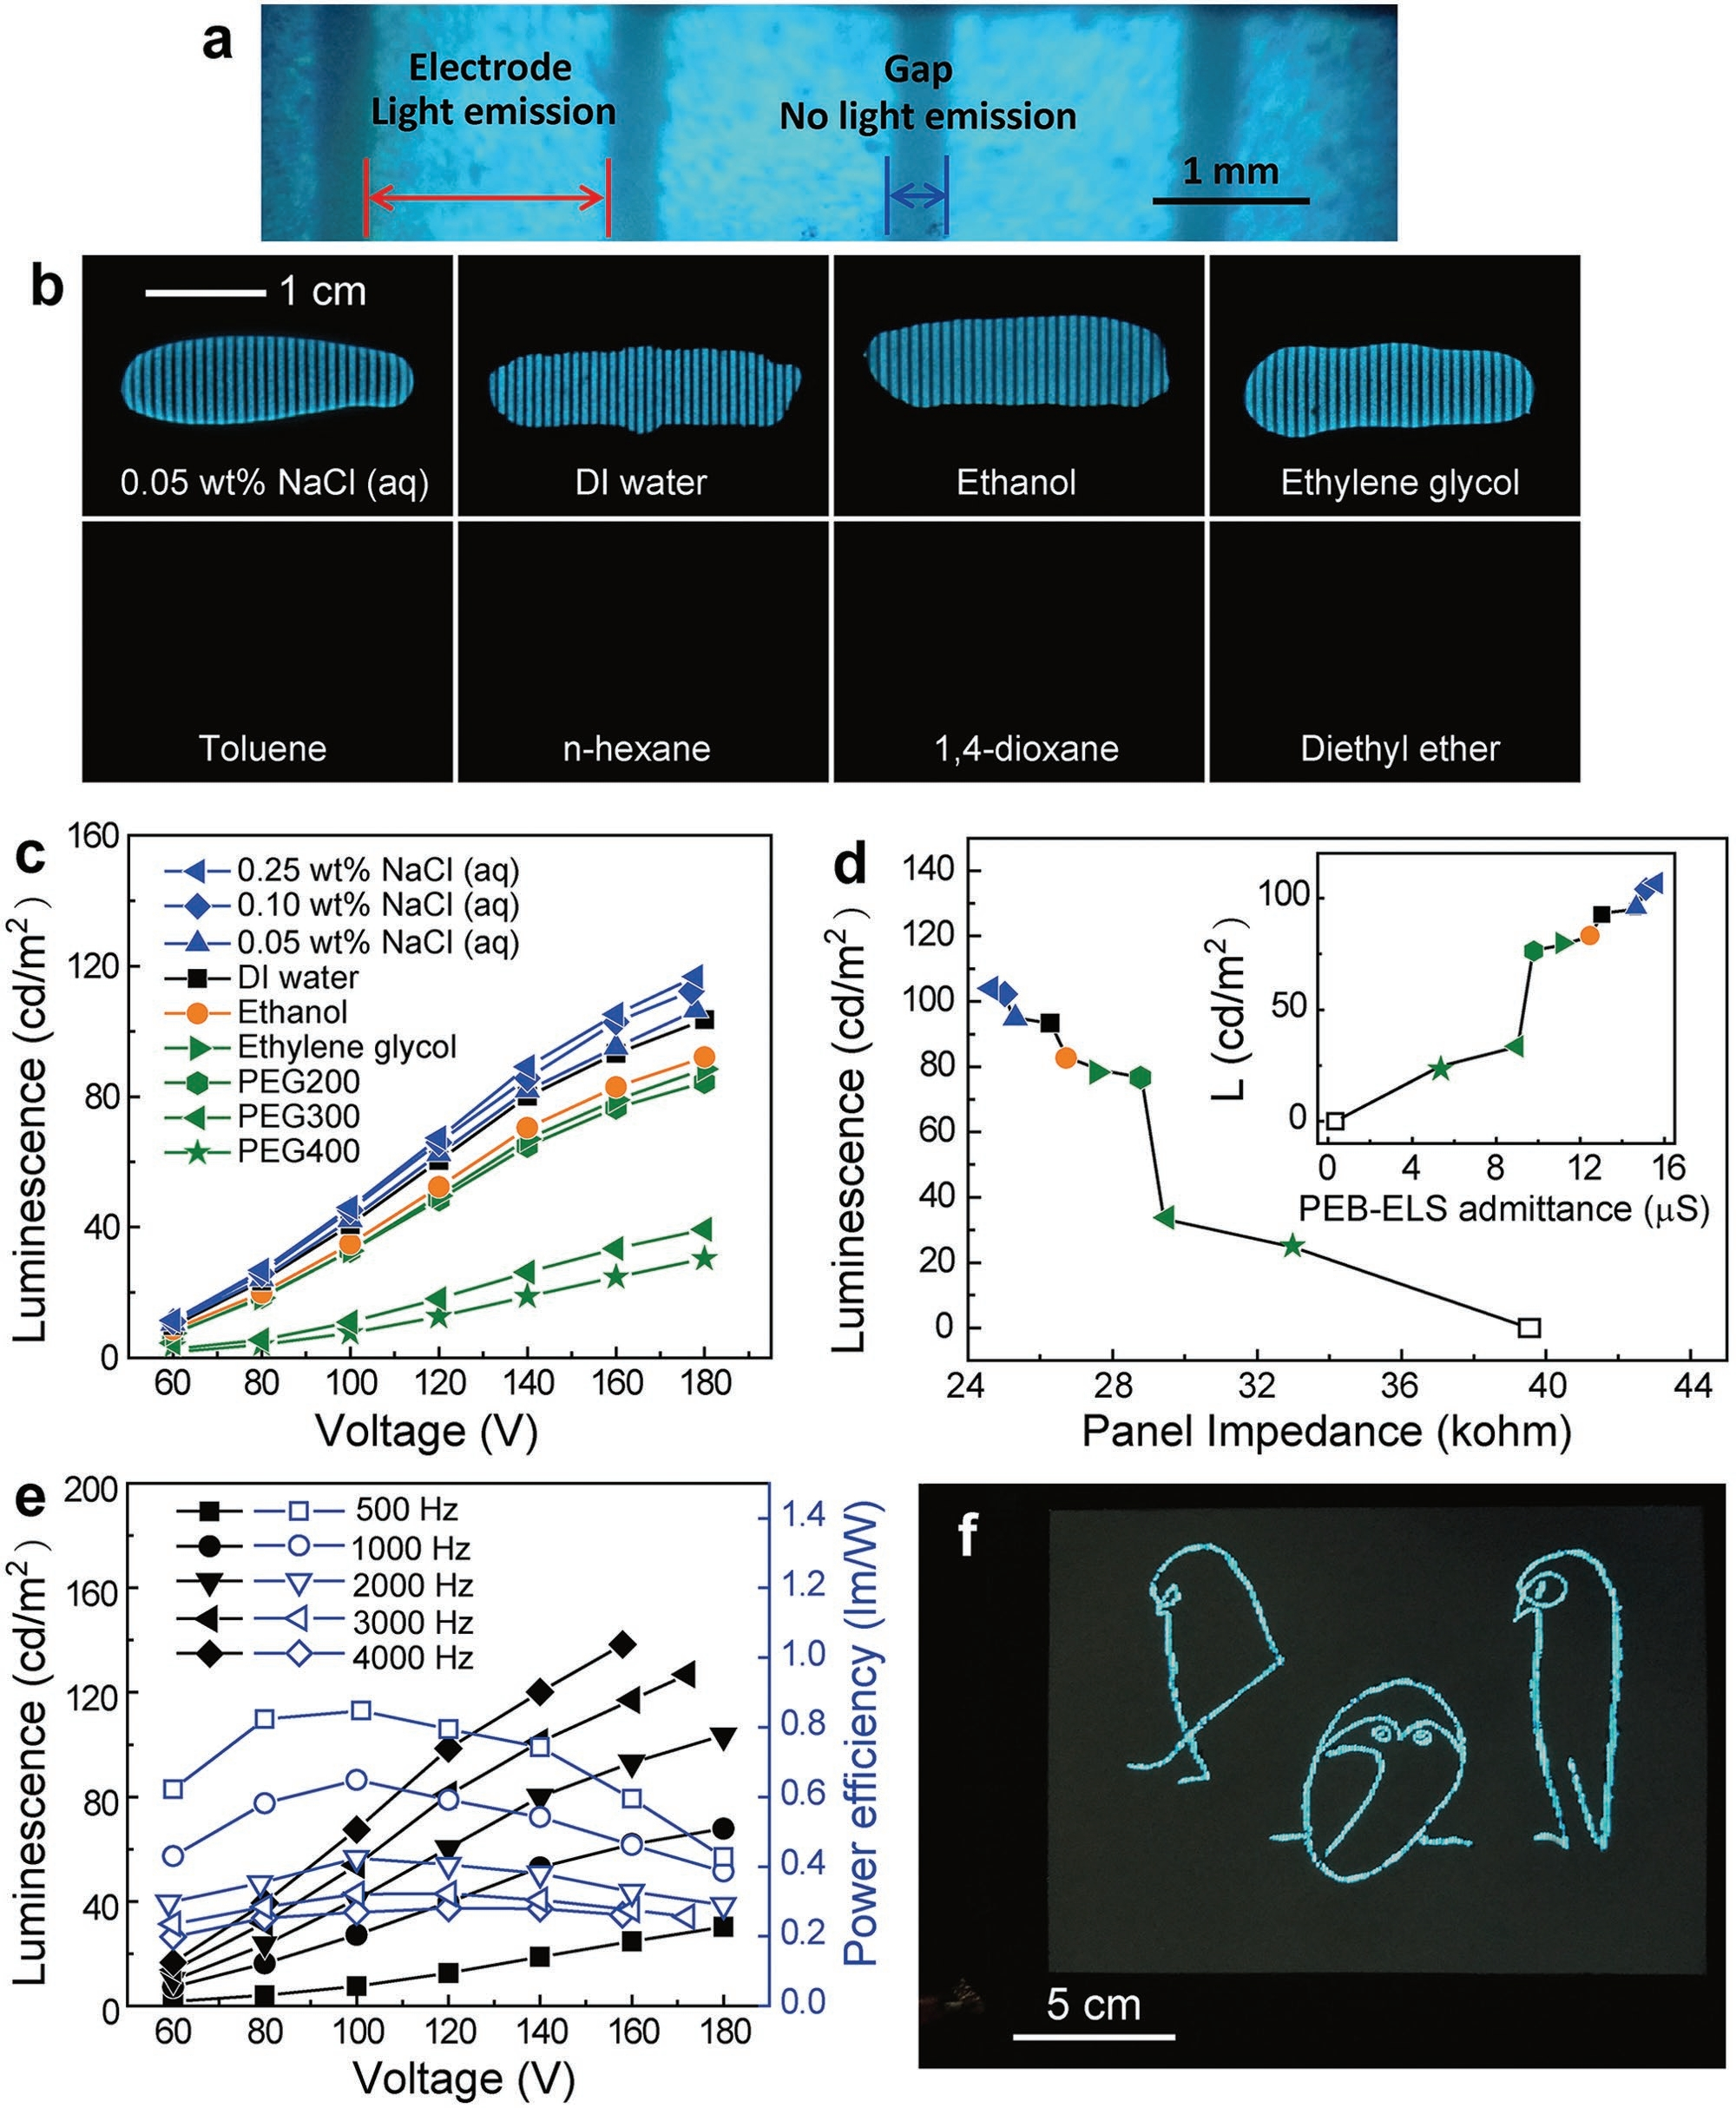 a
Electrode
Light emission
Gap
No light emission
1 mm
b
1 cm
0.05 wt% NaCl (aq)
DI water
Ethanol
Ethylene glycol
Toluene
n-hexane
1,4-dioxane
Diethyl ether
c
Luminescence (cd/m²)
160
120
80
40
0
0.25 wt% NaCl (aq)
0.10 wt% NaCl (aq)
0.05 wt% NaCl (aq)
DI water
Ethanol
Ethylene glycol
PEG200
PEG300
PEG400
60 80 100 120 140 160 180
Voltage (V)
d
Luminescence (cd/m²)
140
120
100
80
60
40
20
0
L (cd/m²)
100
50
0
0 4 8 12 16
PEB-ELS admittance (μS)
24 28 32 36 40 44
Panel Impedance (kohm)
e
Luminescence (cd/m²)
200
160
120
80
40
0
500 Hz
1000 Hz
2000 Hz
3000 Hz
4000 Hz
1.4
1.2
1.0
0.8
0.6
0.4
0.2
0.0
Power efficiency (lm/W)
60 80 100 120 140 160 180
Voltage (V)
f
5 cm